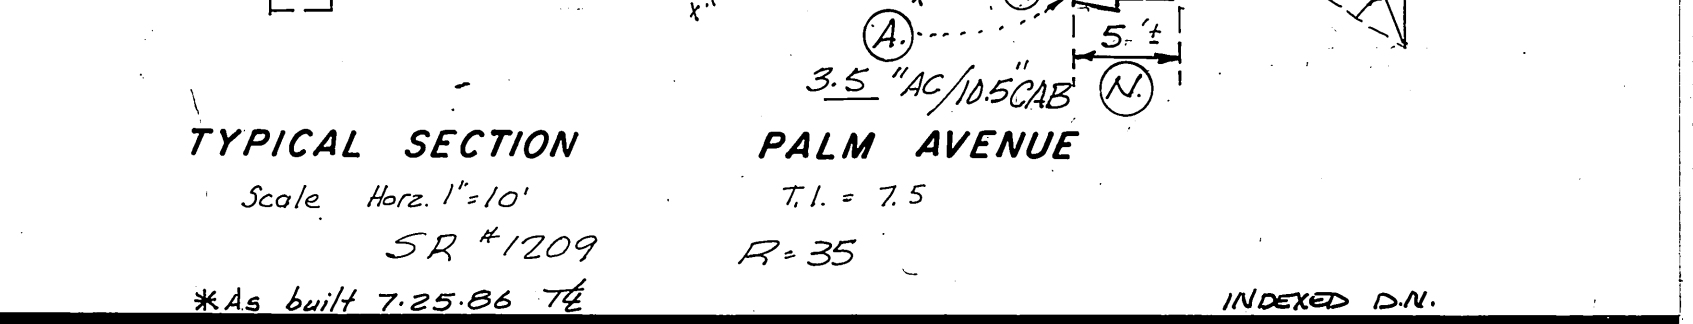 A. 5.'±
3.5 "AC/10.5"CAB N.
TYPICAL SECTION PALM AVENUE
Scale Horz. 1"=10' T.I. = 7.5
SR #1209 R=35
*As built 7.25.86 INDEXED D.N.